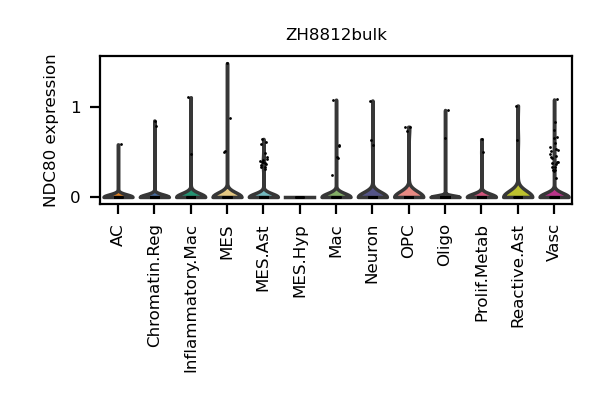 ZH8812bulk
NDC80 expression
1
0
AC
Chromatin.Reg
Inflammatory.Mac
MES
MES.Ast
MES.Hyp
Mac
Neuron
OPC
Oligo
Prolif.Metab
Reactive.Ast
Vasc